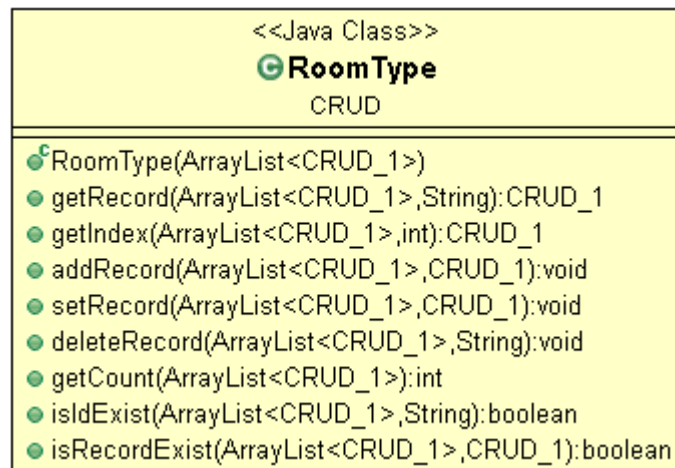 <<Java Class>>
C RoomType
CRUD
C RoomType(ArrayList<CRUD_1>)
getRecord(ArrayList<CRUD_1>,String):CRUD_1
getIndex(ArrayList<CRUD_1>,int):CRUD_1
addRecord(ArrayList<CRUD_1>,CRUD_1):void
setRecord(ArrayList<CRUD_1>,CRUD_1):void
deleteRecord(ArrayList<CRUD_1>,String):void
getCount(ArrayList<CRUD_1>):int
isIdExist(ArrayList<CRUD_1>,String):boolean
isRecordExist(ArrayList<CRUD_1>,CRUD_1):boolean